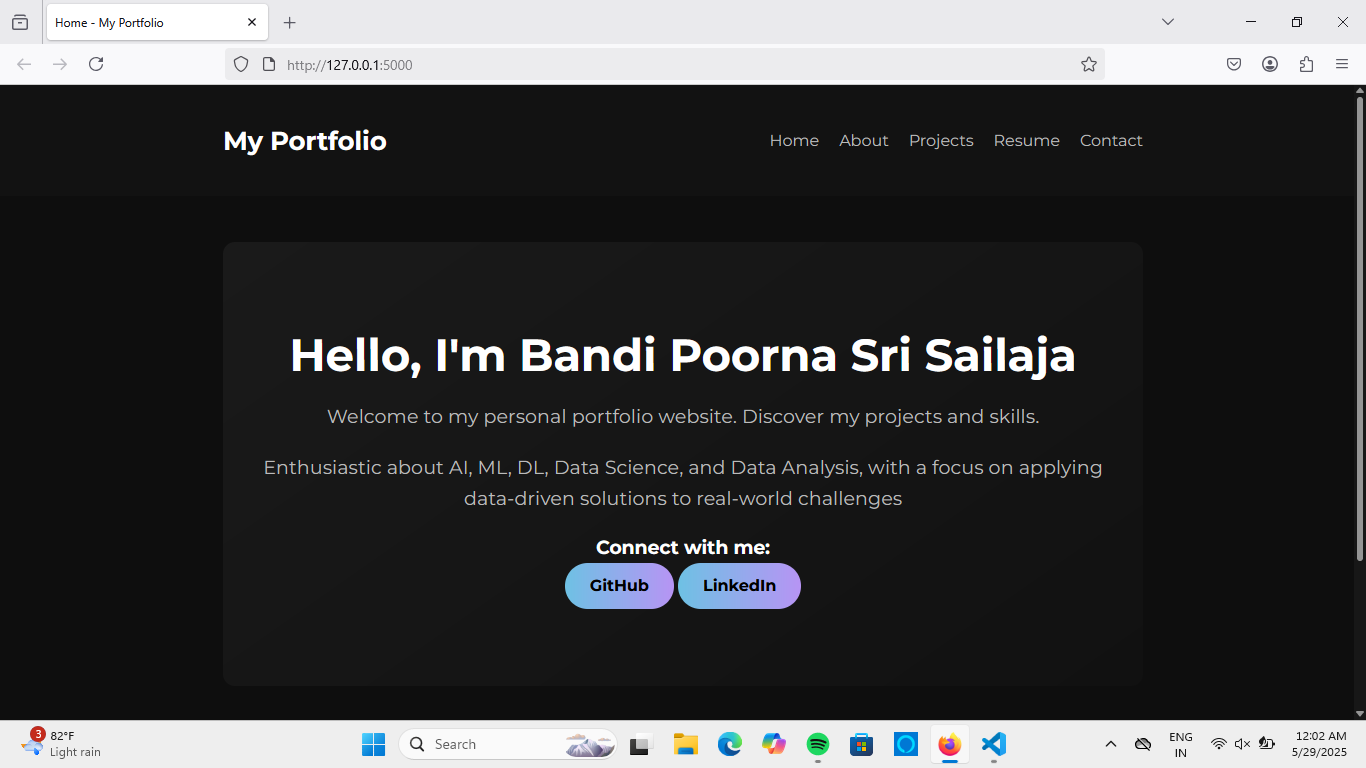 Home - My Portfolio
http://127.0.0.1:5000
My Portfolio
Home About Projects Resume Contact
Hello, I'm Bandi Poorna Sri Sailaja
Welcome to my personal portfolio website. Discover my projects and skills.
Enthusiastic about AI, ML, DL, Data Science, and Data Analysis, with a focus on applying
data-driven solutions to real-world challenges
Connect with me:
GitHub LinkedIn
3
82°F
Light rain
Search
ENG
IN
12:02 AM
5/29/2025